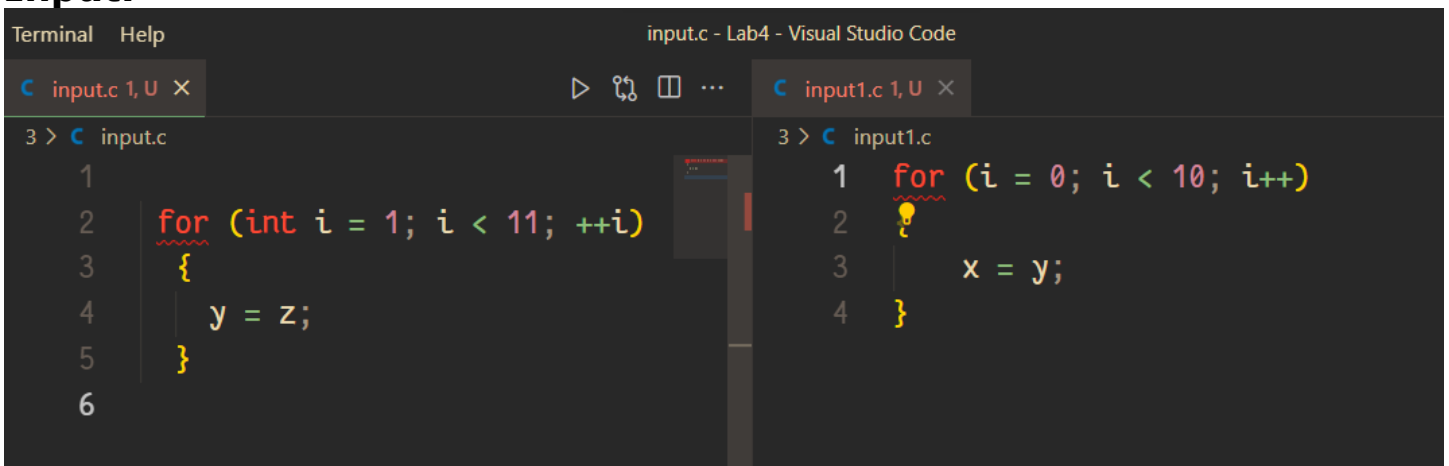 Input:
Terminal Help input.c - Lab4 - Visual Studio Code
C input.c 1, U × ··· C input1.c 1, U ×
3 > C input.c
1
2 for (int i = 1; i < 11; ++i)
3 {
4 y = z;
5 }
6
3 > C input1.c
1 for (i = 0; i < 10; i++)
2
3 x = y;
4 }